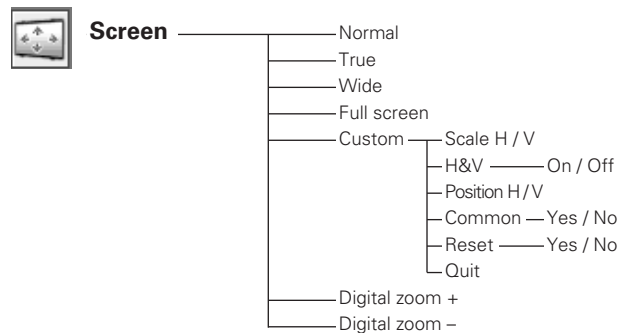 Screen
Normal
True
Wide
Full screen
Custom
Scale H / V
H&V
On / Off
Position H / V
Common
Yes / No
Reset
Yes / No
Quit
Digital zoom +
Digital zoom –